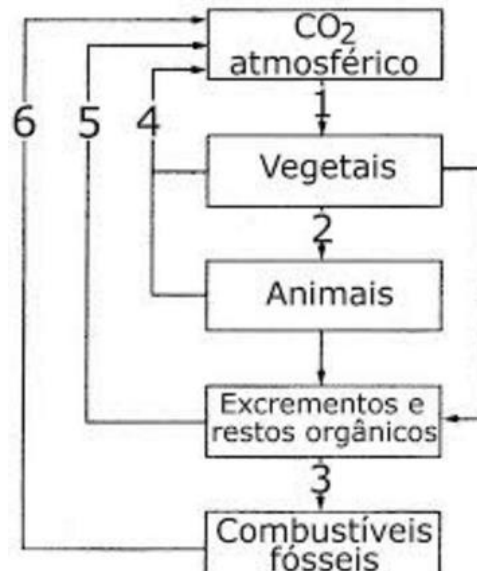 CO2
atmosférico
1
6 5 4
Vegetais
2
Animais
Excrementos e
restos orgânicos
3
Combustíveis
fósseis